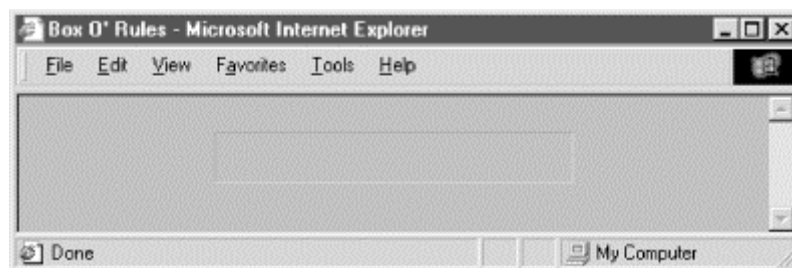 Box O' Rules - Microsoft Internet Explorer
File Edit View Favorites Tools Help
Done My Computer